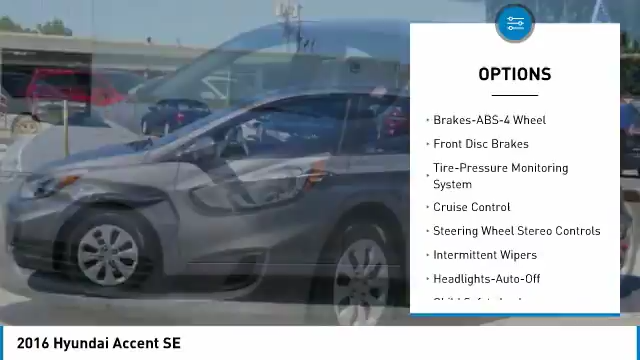 OPTIONS
• Brakes-ABS-4 Wheel
• Front Disc Brakes
• Tire-Pressure Monitoring
System
• Cruise Control
• Steering Wheel Stereo Controls
• Intermittent Wipers
• Headlights-Auto-Off
2016 Hyundai Accent SE